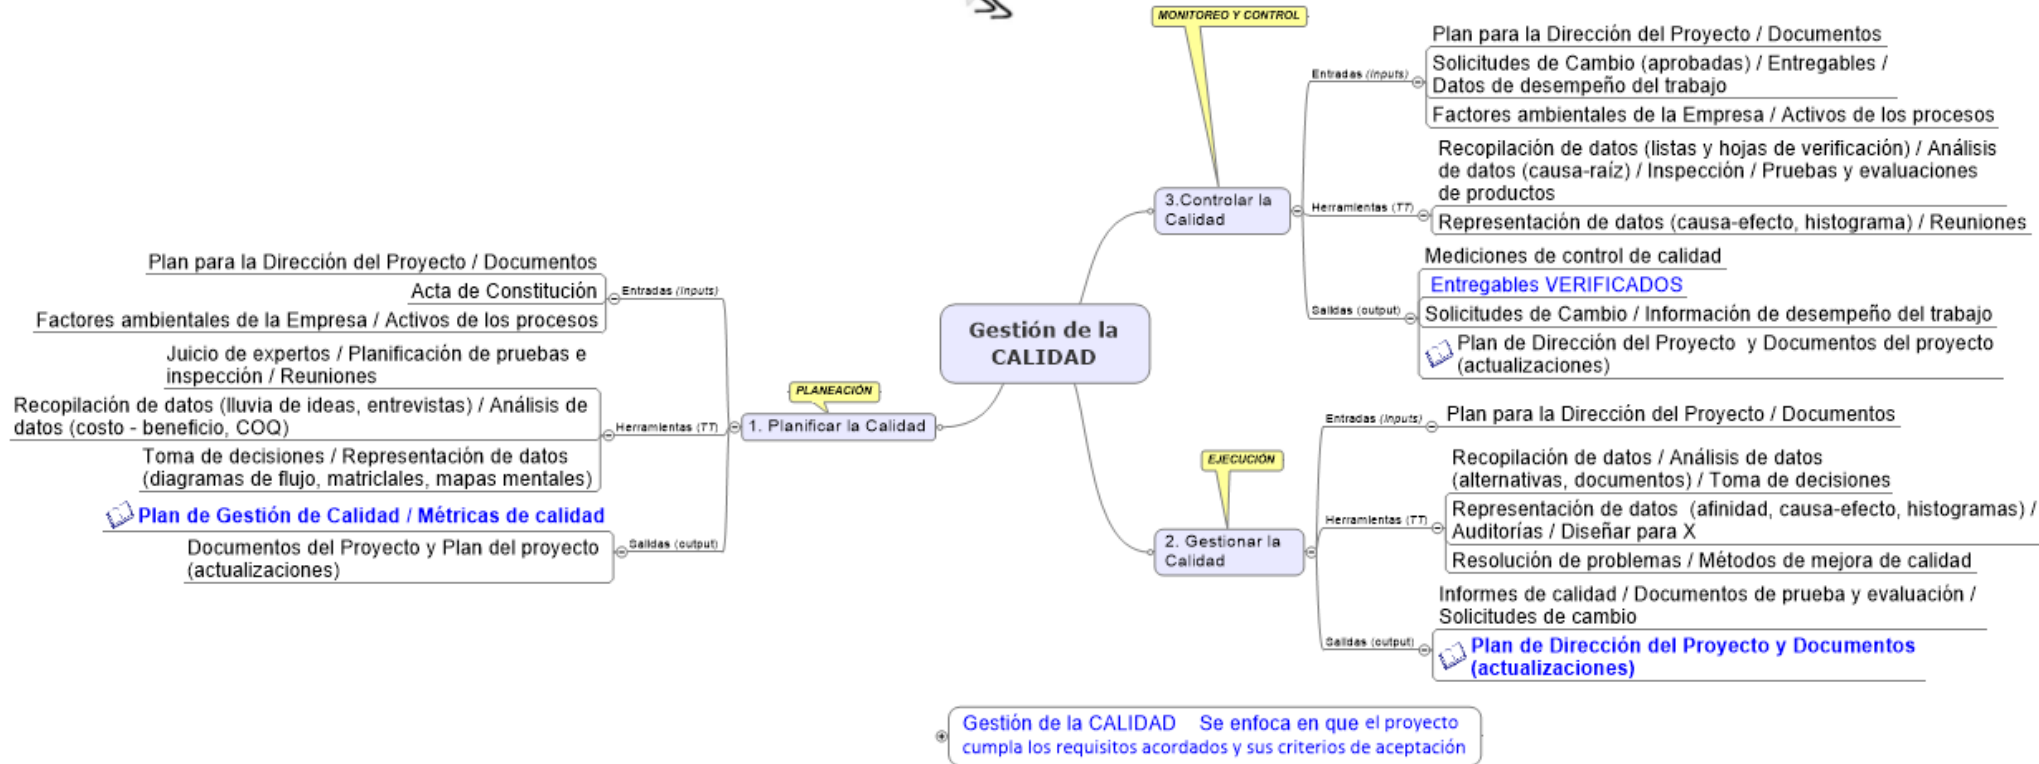 Gestión de la
CALIDAD
PLANEACIÓN
1. Planificar la Calidad
Entradas (inputs)
Plan para la Dirección del Proyecto / Documentos
Acta de Constitución
Factores ambientales de la Empresa / Activos de los procesos
Herramientas (TT)
Juicio de expertos / Planificación de pruebas e
inspección / Reuniones
Recopilación de datos (lluvia de ideas, entrevistas) / Análisis de
datos (costo - beneficio, COQ)
Toma de decisiones / Representación de datos
(diagramas de flujo, matriclales, mapas mentales)
Salidas (output)
Plan de Gestión de Calidad / Métricas de calidad
Documentos del Proyecto y Plan del proyecto
(actualizaciones)
EJECUCIÓN
2. Gestionar la
Calidad
Entradas (inputs)
Plan para la Dirección del Proyecto / Documentos
Herramientas (TT)
Recopilación de datos / Análisis de datos
(alternativas, documentos) / Toma de decisiones
Representación de datos (afinidad, causa-efecto, histogramas) /
Auditorías / Diseñar para X
Resolución de problemas / Métodos de mejora de calidad
Salidas (output)
Informes de calidad / Documentos de prueba y evaluación /
Solicitudes de cambio
Plan de Dirección del Proyecto y Documentos
(actualizaciones)
MONITOREO Y CONTROL
3.Controlar la
Calidad
Entradas (inputs)
Plan para la Dirección del Proyecto / Documentos
Solicitudes de Cambio (aprobadas) / Entregables /
Datos de desempeño del trabajo
Factores ambientales de la Empresa / Activos de los procesos
Herramientas (TT)
Recopilación de datos (listas y hojas de verificación) / Análisis
de datos (causa-raíz) / Inspección / Pruebas y evaluaciones
de productos
Representación de datos (causa-efecto, histograma) / Reuniones
Salidas (output)
Mediciones de control de calidad
Entregables VERIFICADOS
Solicitudes de Cambio / Información de desempeño del trabajo
Plan de Dirección del Proyecto y Documentos del proyecto
(actualizaciones)
Gestión de la CALIDAD Se enfoca en que el proyecto
cumpla los requisitos acordados y sus criterios de aceptación